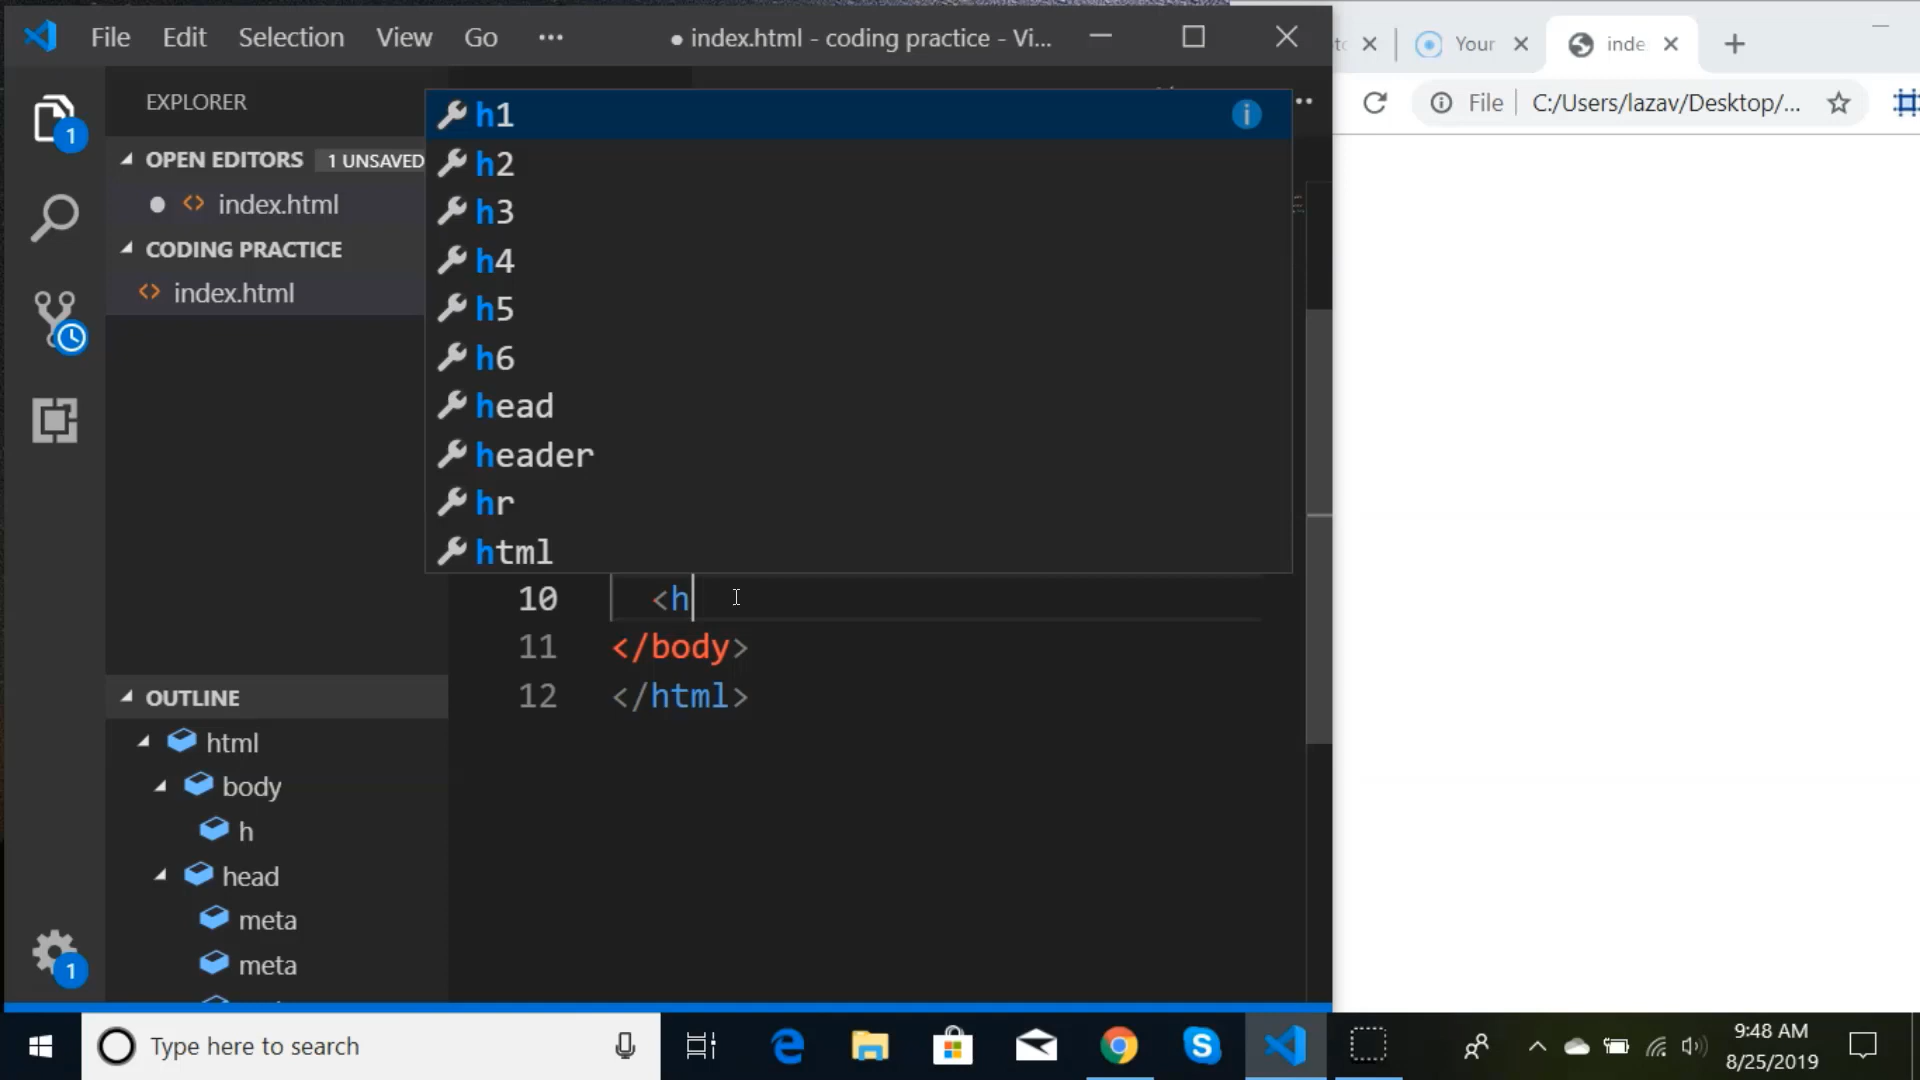 File Edit Selection View Go ••• ● index.html - coding practice - Vi...
Your inde
File C:/Users/lazav/Desktop/...
EXPLORER
OPEN EDITORS 1 UNSAVED
index.html
CODING PRACTICE
index.html
1
h1
h2
h3
h4
h5
h6
head
header
hr
html
10 <h
11 </body>
12 </html>
OUTLINE
html
body
h
head
meta
meta
1
Type here to search
9:48 AM
8/25/2019